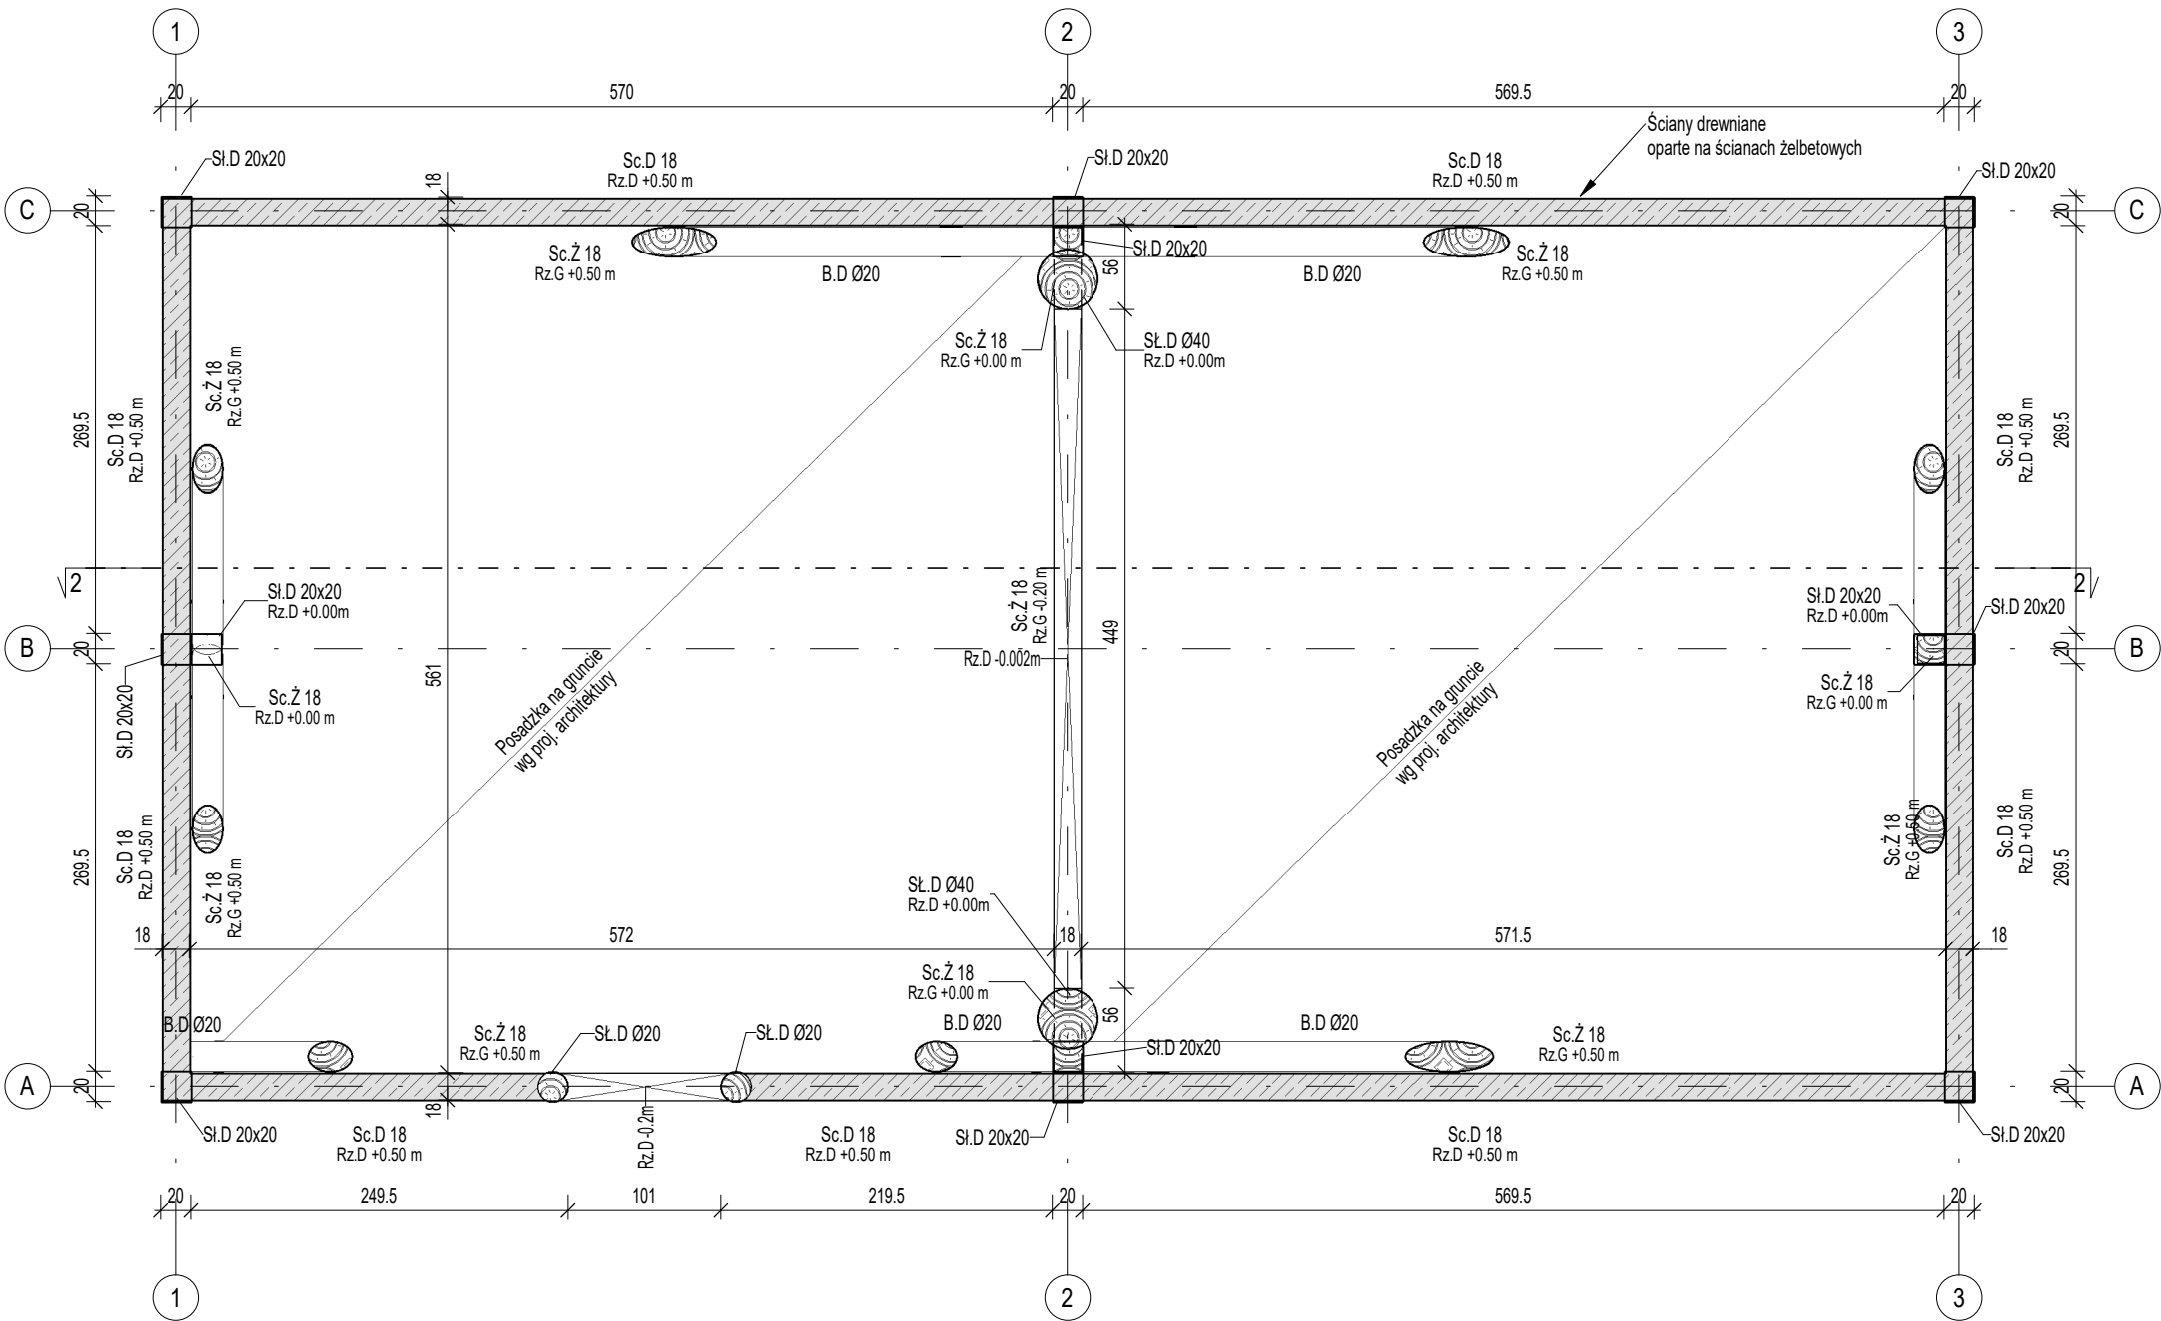 1
2
3
20
570
20
569.5
20
Ściany drewniane
oparte na ścianach żelbetowych
Sł.D 20x20
Sc.D 18
Rz.D +0.50 m
Sł.D 20x20
Sc.D 18
Rz.D +0.50 m
Sł.D 20x20
18
C
20
20
C
Sc.Ż 18
Rz.G +0.50 m
B.D Ø20
Sł.D 20x20
56
B.D Ø20
Sc.Ż 18
Rz.G +0.50 m
Sc.Ż 18
Rz.G +0.00 m
SŁ.D Ø40
Rz.D +0.00m
269.5
Sc.D 18
Rz.D +0.50 m
Sc.Ż 18
Rz.G +0.50 m
Sc.D 18
Rz.D +0.50 m
269.5
2
2
Sł.D 20x20
Rz.D +0.00m
Sc.Ż 18
Rz.G -0.20 m
449
Sł.D 20x20
Rz.D +0.00m
Sł.D 20x20
B
20
20
B
Rz.D -0.002m
561
Posadzka na gruncie
wg proj. architektury
Posadzka na gruncie
wg proj. architektury
Sł.D 20x20
Sc.Ż 18
Rz.D +0.00 m
Sc.Ż 18
Rz.G +0.00 m
269.5
Sc.D 18
Rz.D +0.50 m
Sc.Ż 18
Rz.G +0.50 m
SŁ.D Ø40
Rz.D +0.00m
Sc.Ż 18
Rz.G +0.50 m
Sc.D 18
Rz.D +0.50 m
269.5
18
572
18
571.5
18
Sc.Ż 18
Rz.G +0.00 m
56
B.D Ø20
Sc.Ż 18
Rz.G +0.50 m
SŁ.D Ø20
SŁ.D Ø20
B.D Ø20
Sł.D 20x20
B.D Ø20
Sc.Ż 18
Rz.G +0.50 m
A
20
20
A
18
Sł.D 20x20
Sc.D 18
Rz.D +0.50 m
Rz.D -0.2m
Sc.D 18
Rz.D +0.50 m
Sł.D 20x20
Sc.D 18
Rz.D +0.50 m
Sł.D 20x20
20
249.5
101
219.5
20
569.5
20
1
2
3